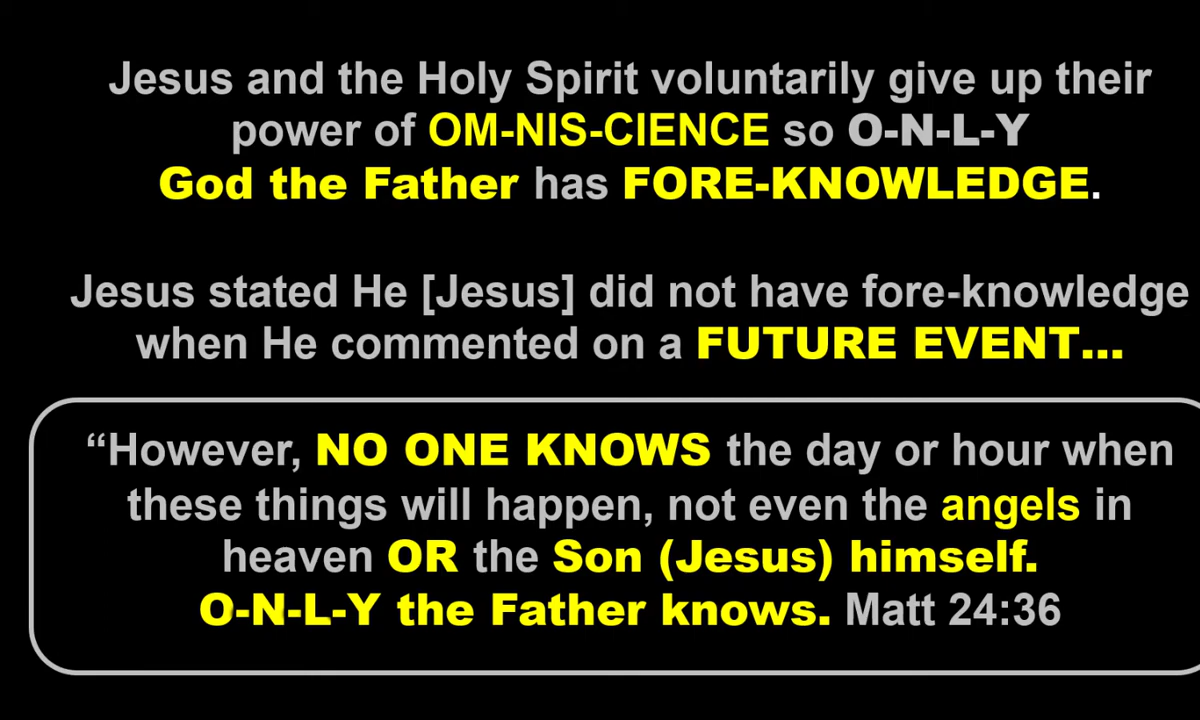 Jesus and the Holy Spirit voluntarily give up their
power of OM-NIS-CIENCE so O-N-L-Y
God the Father has FORE-KNOWLEDGE.
Jesus stated He [Jesus] did not have fore-knowledge
when He commented on a FUTURE EVENT...
“However, NO ONE KNOWS the day or hour when
these things will happen, not even the angels in
heaven OR the Son (Jesus) himself.
O-N-L-Y the Father knows. Matt 24:36